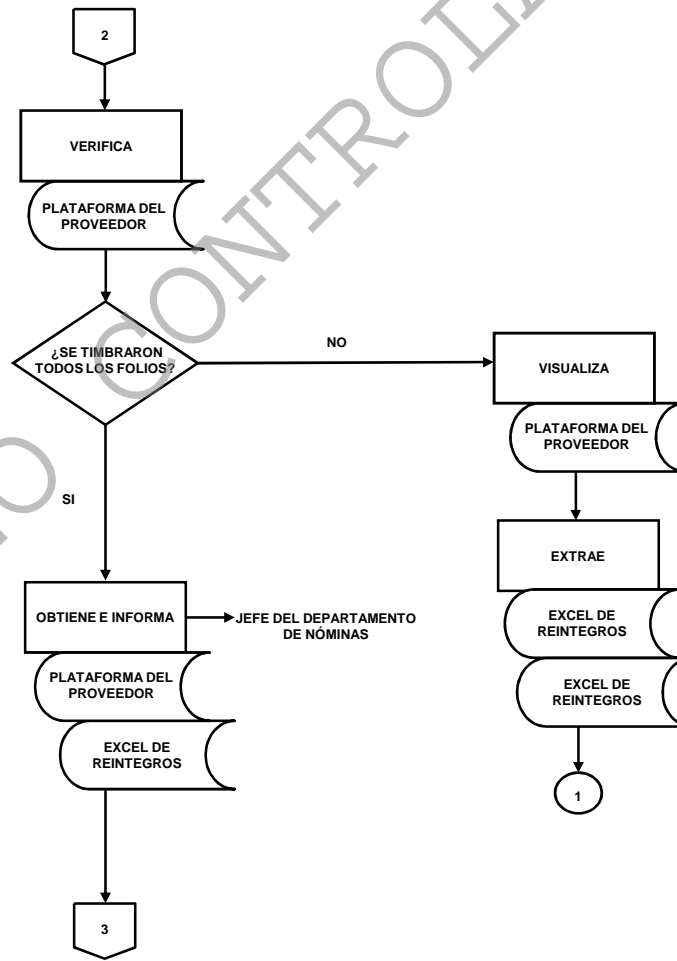 2
VERIFICA
PLATAFORMA DEL
PROVEEDOR
¿SE TIMBRARON
TODOS LOS FOLIOS?
NO
VISUALIZA
PLATAFORMA DEL
PROVEEDOR
EXTRAE
EXCEL DE
REINTEGROS
EXCEL DE
REINTEGROS
1
SI
OBTIENE E INFORMA
JEFE DEL DEPARTAMENTO
DE NÓMINAS
PLATAFORMA DEL
PROVEEDOR
EXCEL DE
REINTEGROS
3
O CONTROLA